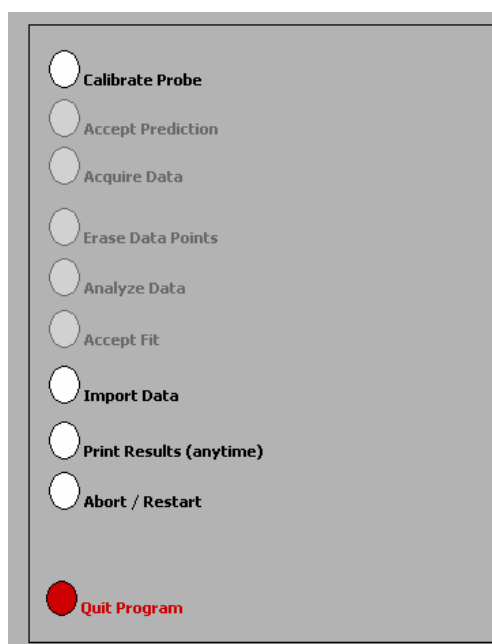 Calibrate Probe
Accept Prediction
Acquire Data
Erase Data Points
Analyze Data
Accept Fit
Import Data
Print Results (anytime)
Abort / Restart
Quit Program